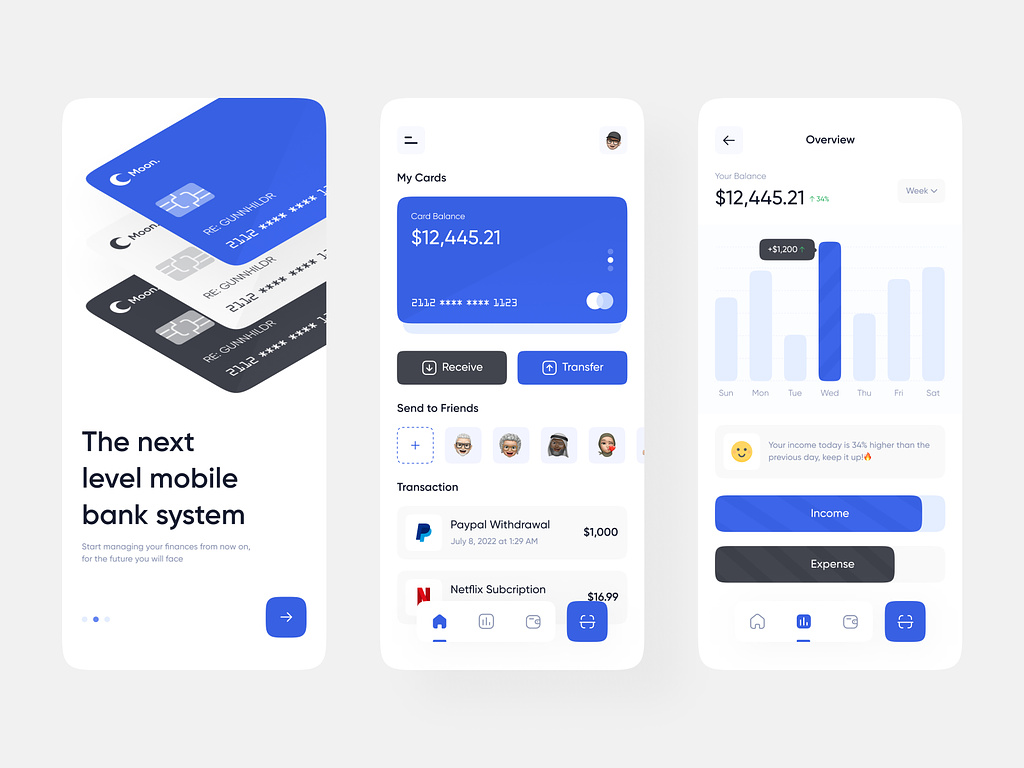 Moon.
RE: GUNNHILDR
2112 **** ****
Moon.
RE: GUNNHILDR
2112 **** ****
Moon.
RE: GUNNHILDR
2112 **** ****
The next
level mobile
bank system
Start managing your finances from now on,
for the future you will face
My Cards
Card Balance
$12,445.21
2112 **** **** 1123
Receive
Transfer
Send to Friends
+
Transaction
Paypal Withdrawal
July 8, 2022 at 1:29 AM
$1,000
Netflix Subcription
$16.99
Overview
Your Balance
$12,445.21 ↑ 34%
Week
+$1,200 ↑
Sun Mon Tue Wed Thu Fri Sat
Your income today is 34% higher than the
previous day, keep it up!🔥
Income
Expense